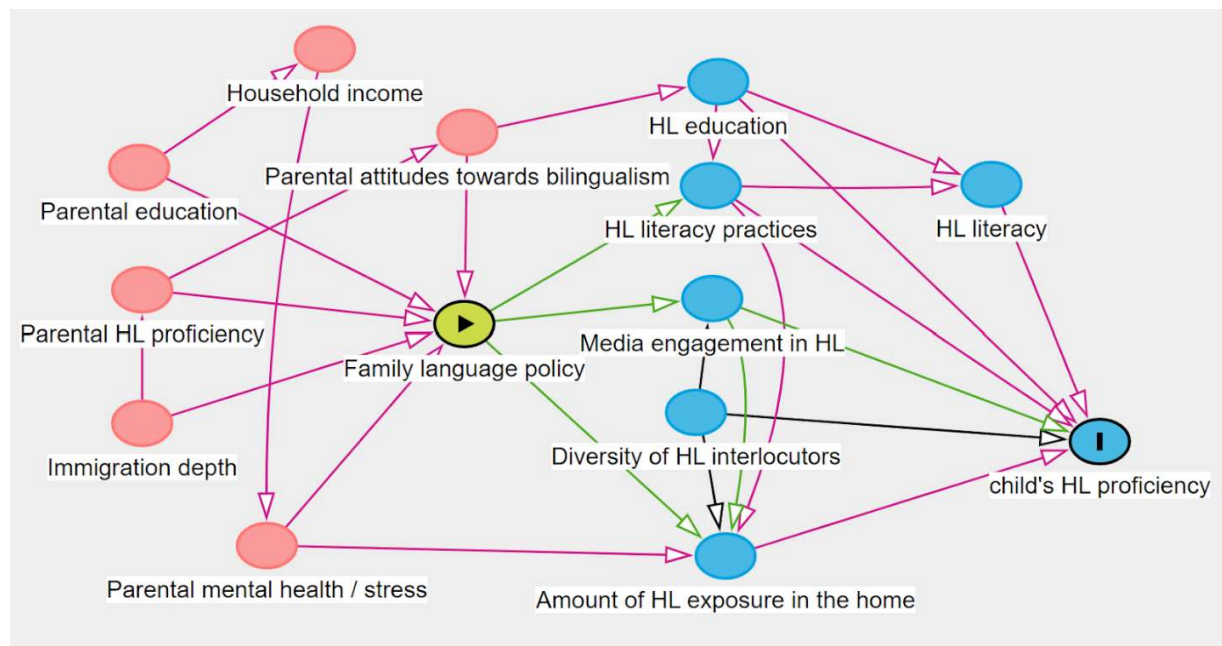 Household income
HL education
Parental attitudes towards bilingualism
Parental education
HL literacy practices
HL literacy
Parental HL proficiency
Media engagement in HL
Family language policy
Immigration depth
Diversity of HL interlocutors
child's HL proficiency
Parental mental health / stress
Amount of HL exposure in the home